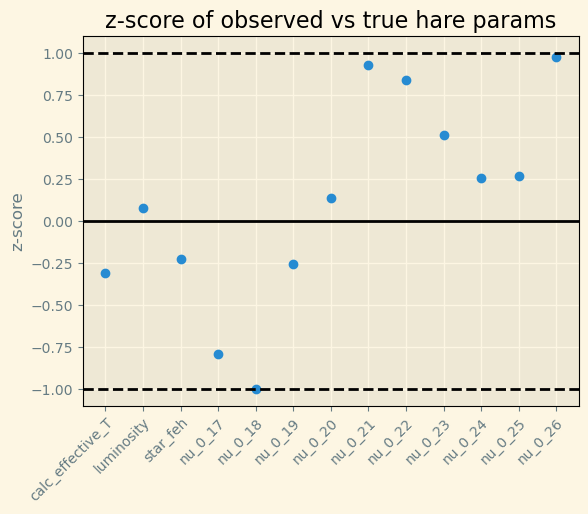 z-score of observed vs true hare params
1.00
0.75
0.50
0.25
0.00
−0.25
−0.50
−0.75
−1.00
z-score
calc_effective_T
luminosity
star_feh
nu_0_17
nu_0_18
nu_0_19
nu_0_20
nu_0_21
nu_0_22
nu_0_23
nu_0_24
nu_0_25
nu_0_26